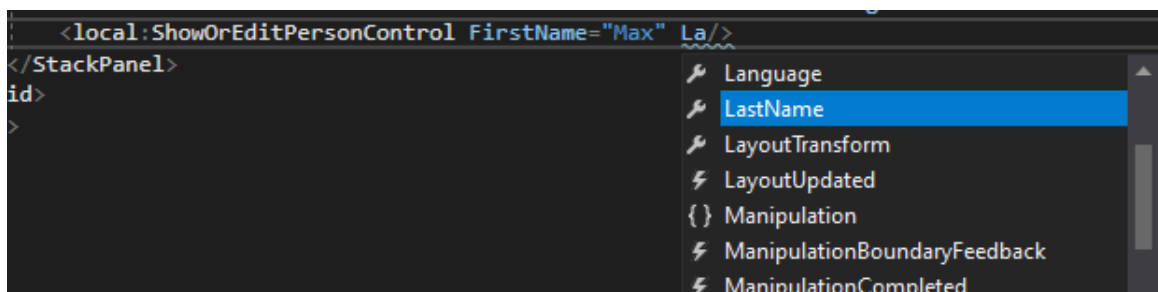 <local:ShowOrEditPersonControl FirstName="Max" La/>
</StackPanel>
id>
>
Language
LastName
LayoutTransform
LayoutUpdated
{ } Manipulation
ManipulationBoundaryFeedback
ManipulationCompleted